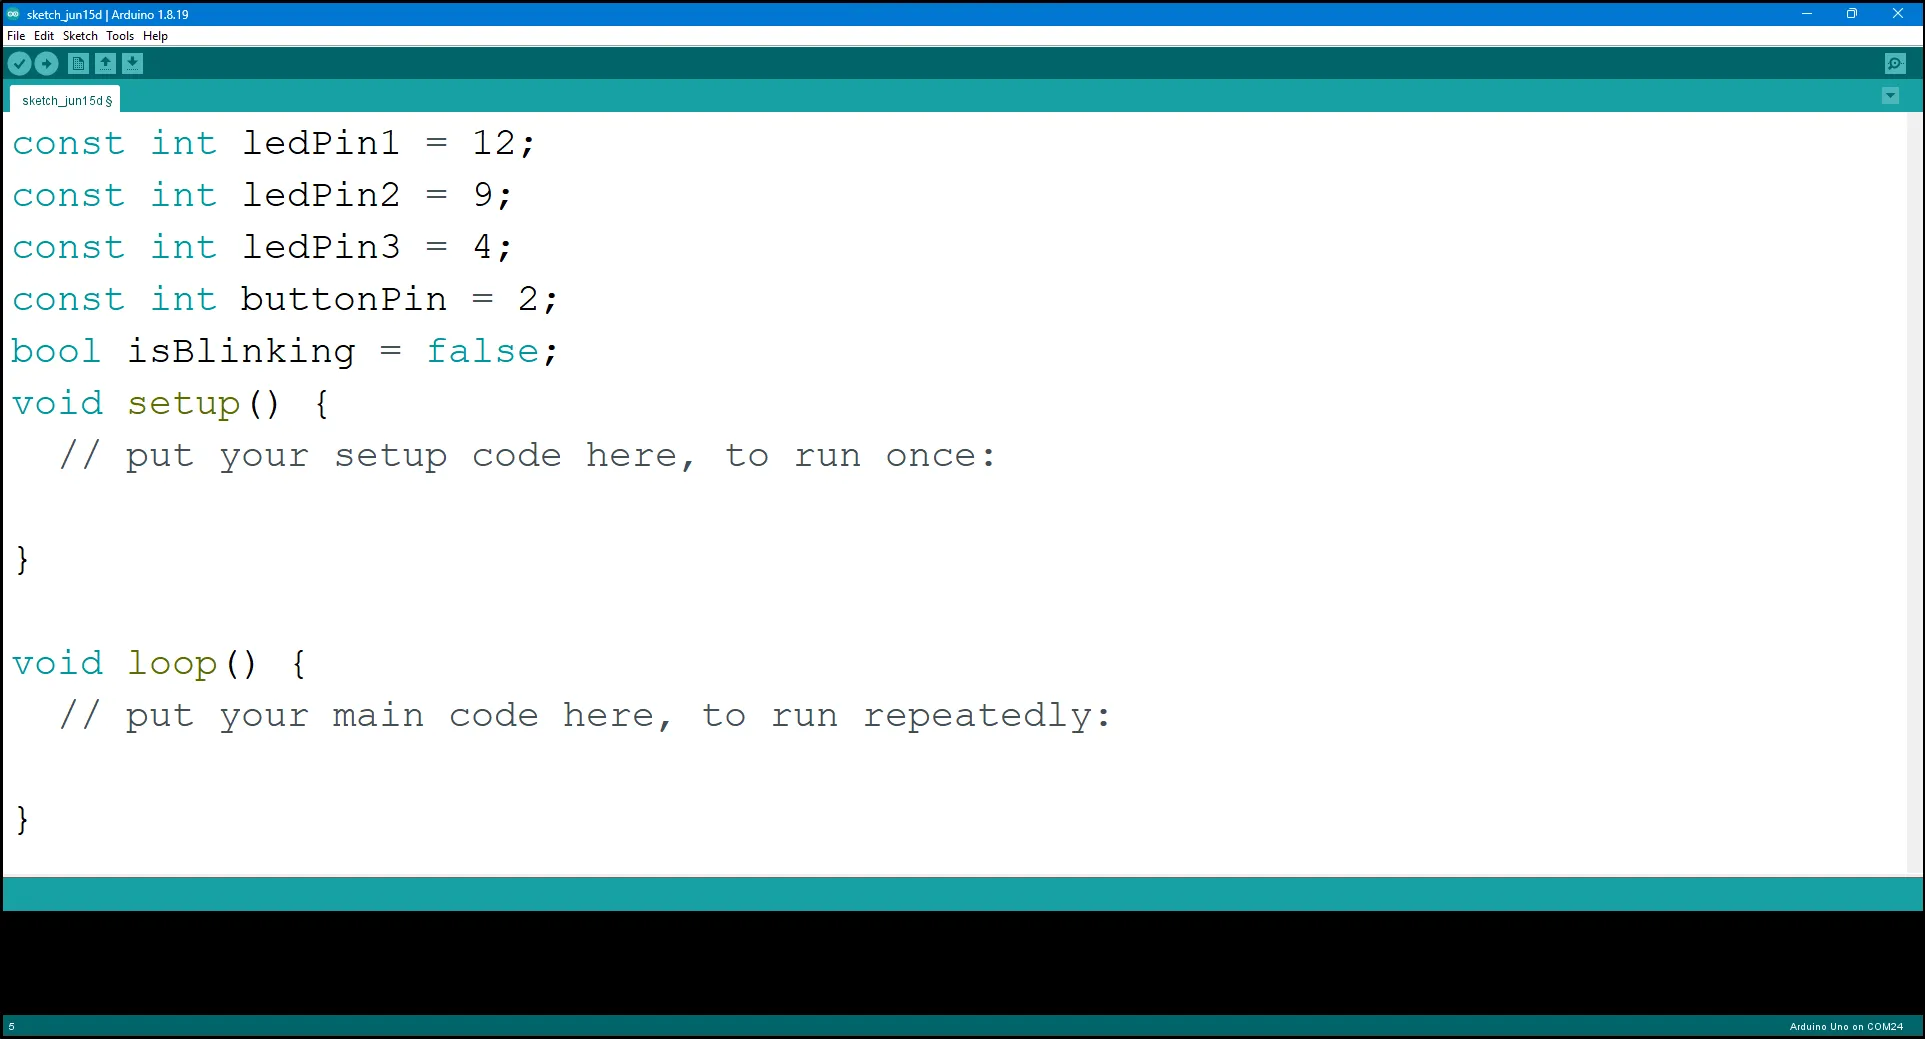 sketch_jun15d | Arduino 1.8.19
File Edit Sketch Tools Help
sketch_jun15d §
const int ledPin1 = 12;
const int ledPin2 = 9;
const int ledPin3 = 4;
const int buttonPin = 2;
bool isBlinking = false;
void setup() {
  // put your setup code here, to run once:
}
void loop() {
  // put your main code here, to run repeatedly:
}
5
Arduino Uno on COM24